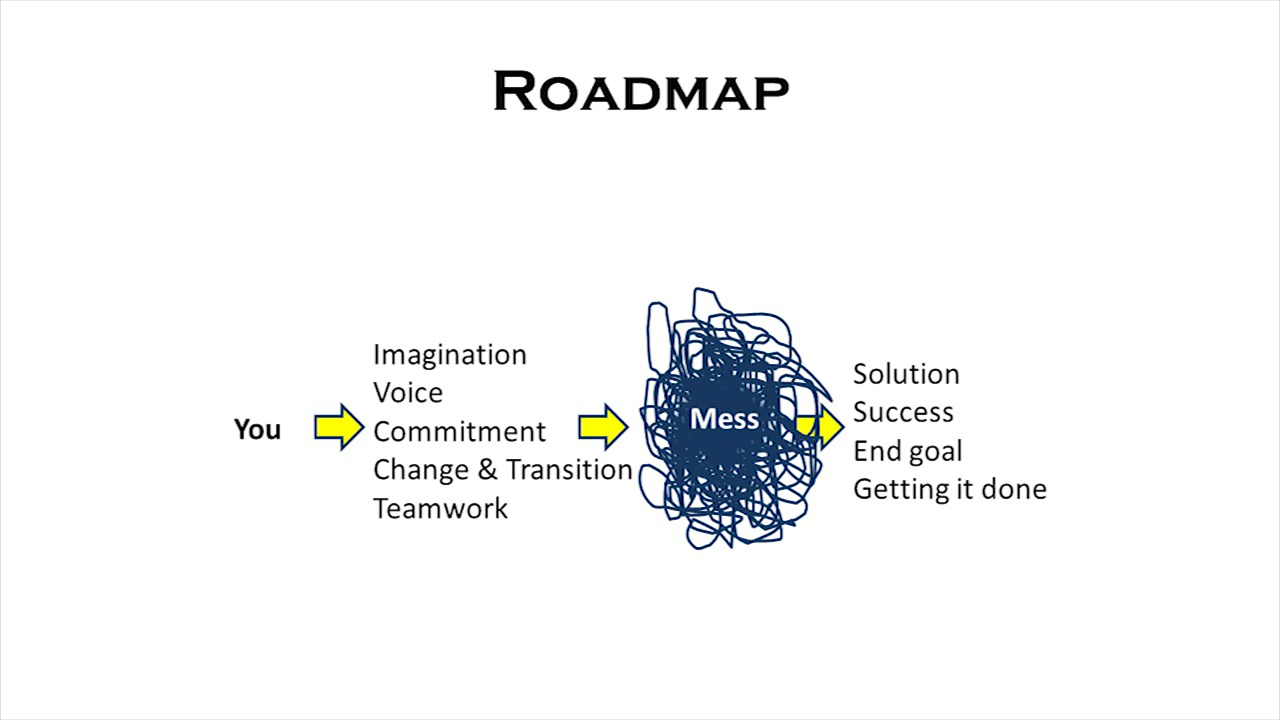 ROADMAP
You
Imagination
Voice
Commitment
Change & Transition
Teamwork
Mess
Solution
Success
End goal
Getting it done